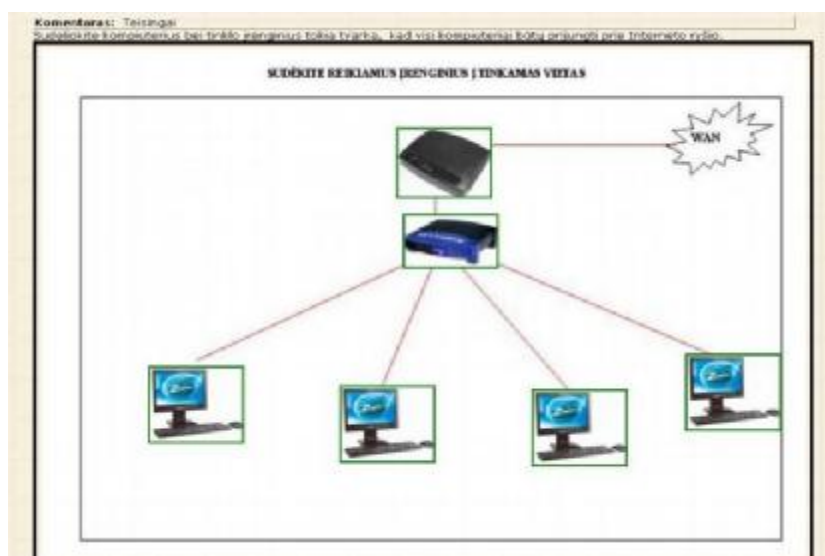 Komentaras: Teisingai
Sudėliokite kompiuterius bei tinklo įrenginius tokia tvarka, kad visi kompiuteriai būtų prijungti prie Interneto ryšio.
SUDĖKITE REIKIAMUS ĮRENGINIUS Į TINKAMAS VIETAS
WAN